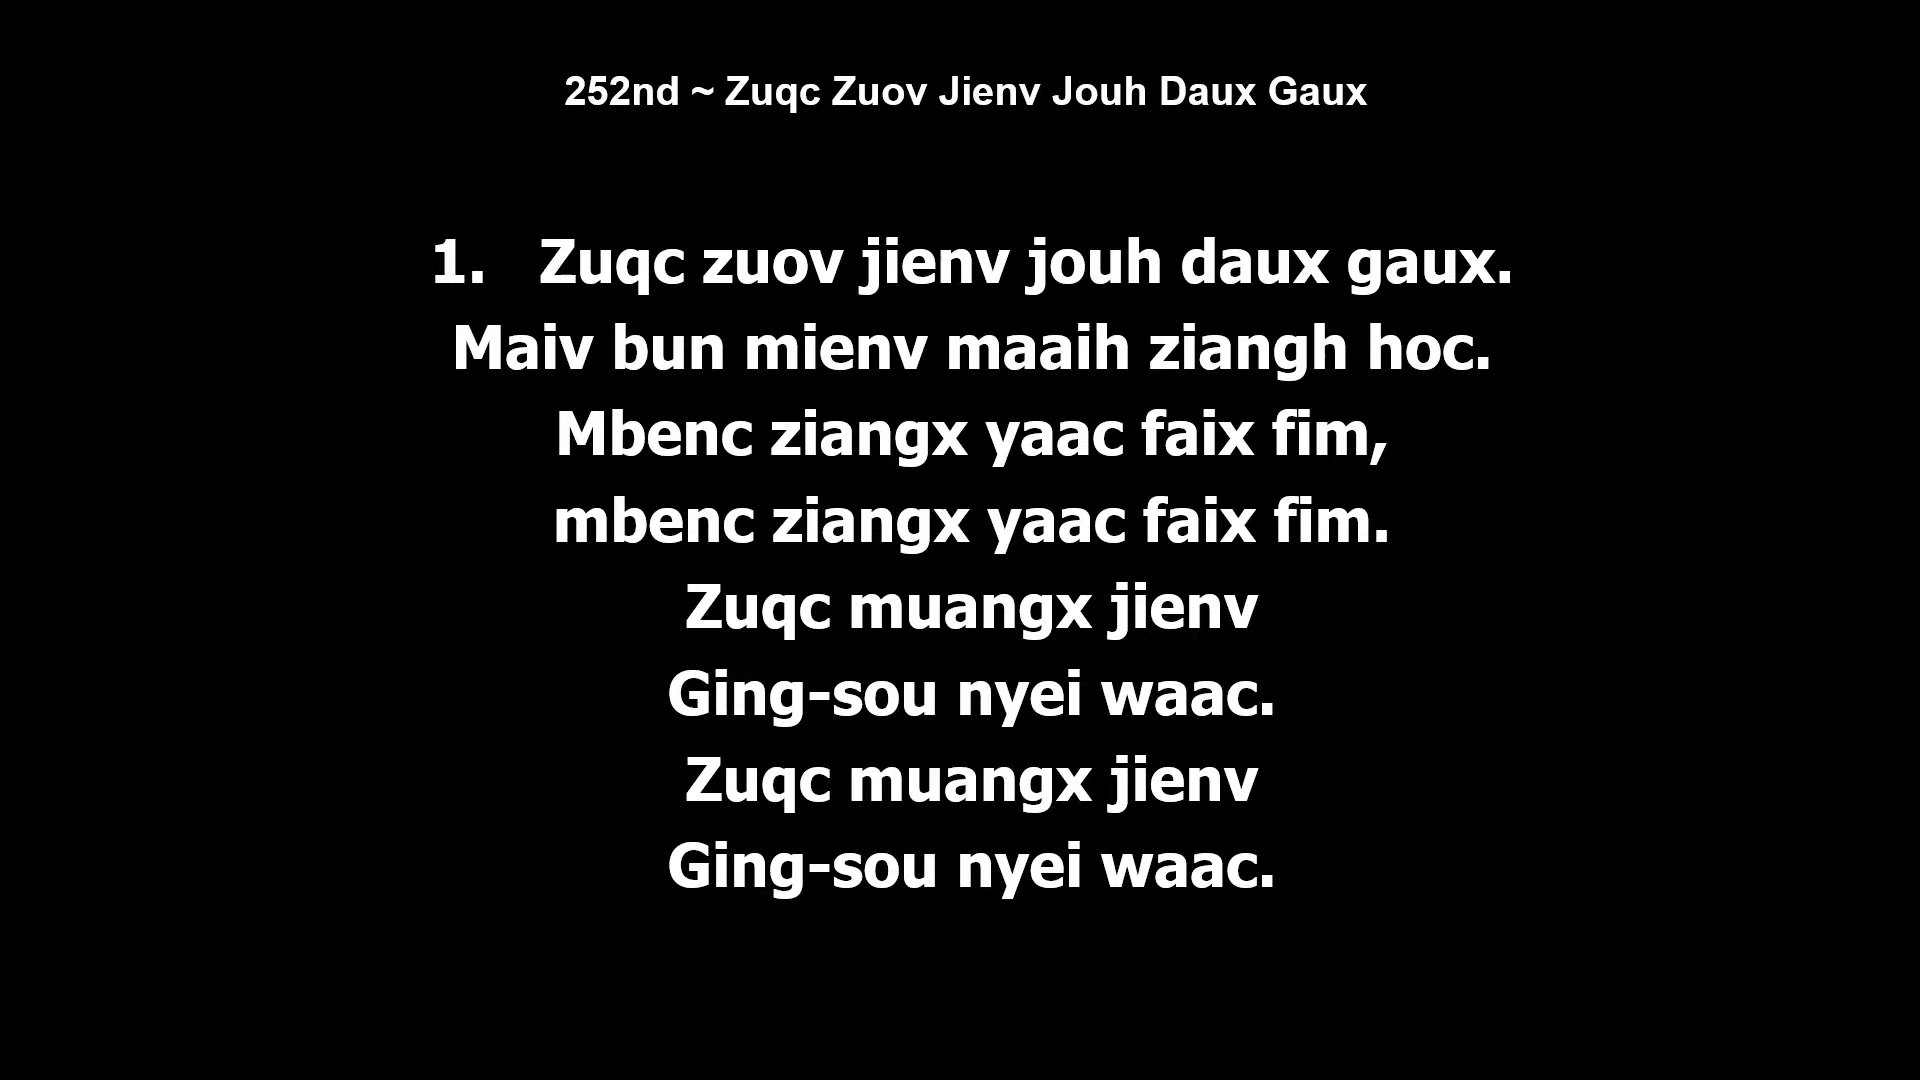 252nd ~ Zuqc Zuov Jienv Jouh Daux Gaux
1. Zuqc zuov jienv jouh daux gaux.
Maiv bun mienv maaih ziangh hoc.
Mbenc ziangx yaac faix fim,
mbenc ziangx yaac faix fim.
Zuqc muangx jienv
Ging-sou nyei waac.
Zuqc muangx jienv
Ging-sou nyei waac.